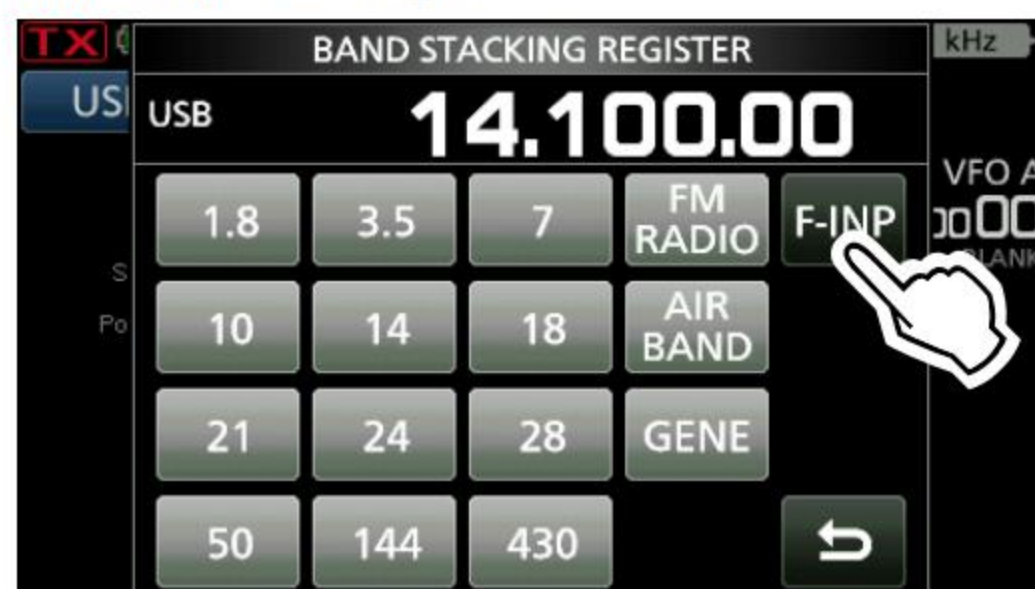 TX
BAND STACKING REGISTER
kHz
USB
14.100.00
1.8
3.5
7
FM
RADIO
F-INP
VFO A
10
14
18
AIR
BAND
21
24
28
GENE
50
144
430